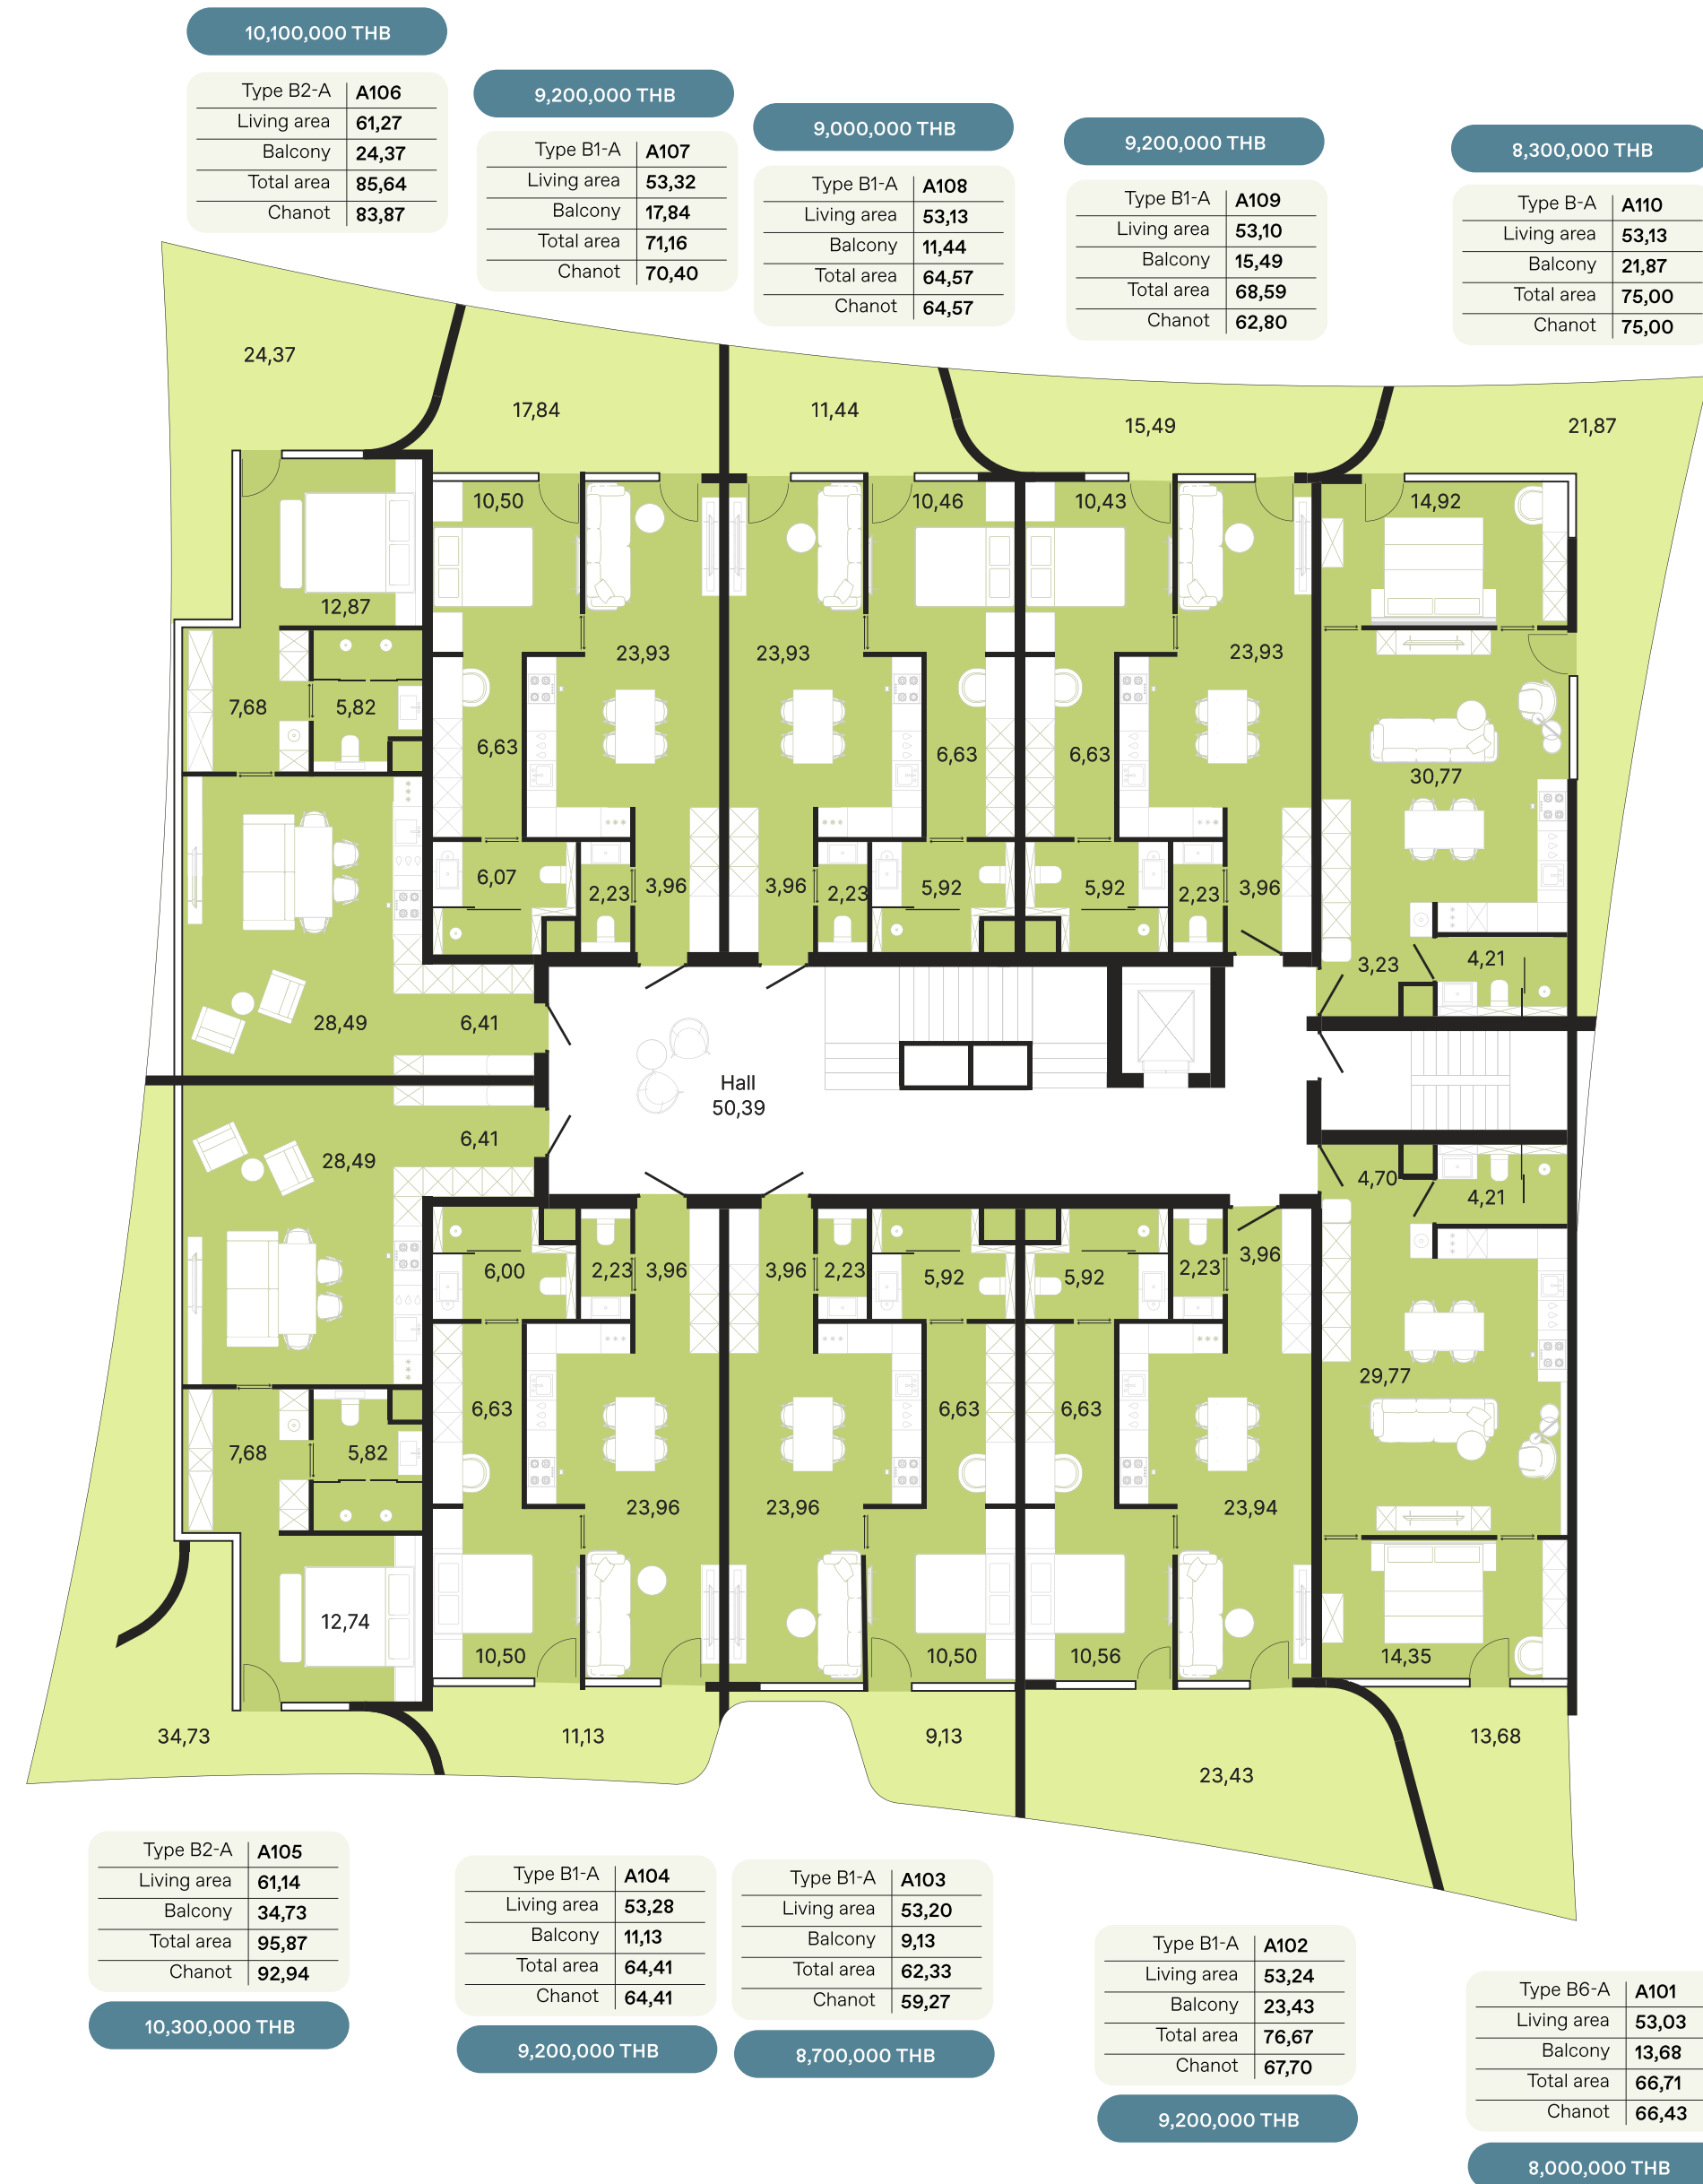 10,100,000 THB
Type B2-A A106
Living area 61,27
Balcony 24,37
Total area 85,64
Chanot 83,87
9,200,000 THB
Type B1-A A107
Living area 53,32
Balcony 17,84
Total area 71,16
Chanot 70,40
9,000,000 THB
Type B1-A A108
Living area 53,13
Balcony 11,44
Total area 64,57
Chanot 64,57
9,200,000 THB
Type B1-A A109
Living area 53,10
Balcony 15,49
Total area 68,59
Chanot 62,80
8,300,000 THB
Type B-A A110
Living area 53,13
Balcony 21,87
Total area 75,00
Chanot 75,00
24,37
17,84 11,44 15,49 21,87
10,50 10,46 10,43 14,92
12,87
23,93 23,93 23,93
7,68 5,82
6,63 6,63 6,63
30,77
6,07 2,23 3,96 3,96 2,23 5,92 5,92 2,23 3,96
3,23 4,21
28,49 6,41
Hall
50,39
6,41
28,49
4,70 4,21
6,00 2,23 3,96 3,96 2,23 5,92 5,92 2,23 3,96
29,77
6,63 6,63 6,63
7,68 5,82
23,96 23,96 23,94
12,74
10,50 10,50 10,56 14,35
34,73 11,13 9,13 13,68
23,43
Type B2-A A105
Living area 61,14
Balcony 34,73
Total area 95,87
Chanot 92,94
10,300,000 THB
Type B1-A A104
Living area 53,28
Balcony 11,13
Total area 64,41
Chanot 64,41
9,200,000 THB
Type B1-A A103
Living area 53,20
Balcony 9,13
Total area 62,33
Chanot 59,27
8,700,000 THB
Type B1-A A102
Living area 53,24
Balcony 23,43
Total area 76,67
Chanot 67,70
9,200,000 THB
Type B6-A A101
Living area 53,03
Balcony 13,68
Total area 66,71
Chanot 66,43
8,000,000 THB